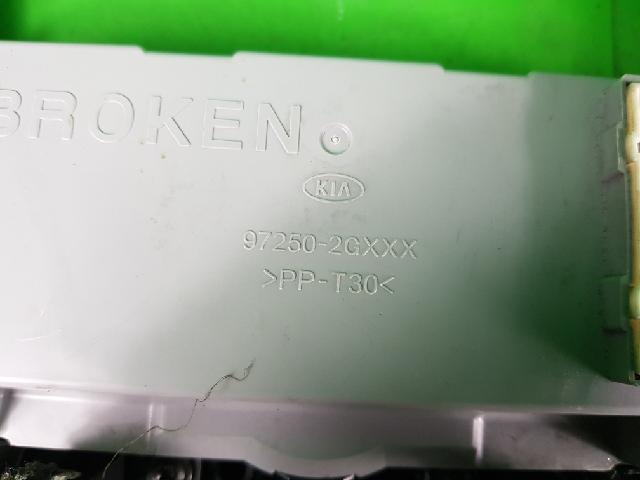 BROKEN
KIA
97250-2GXXX
>PP-T30<